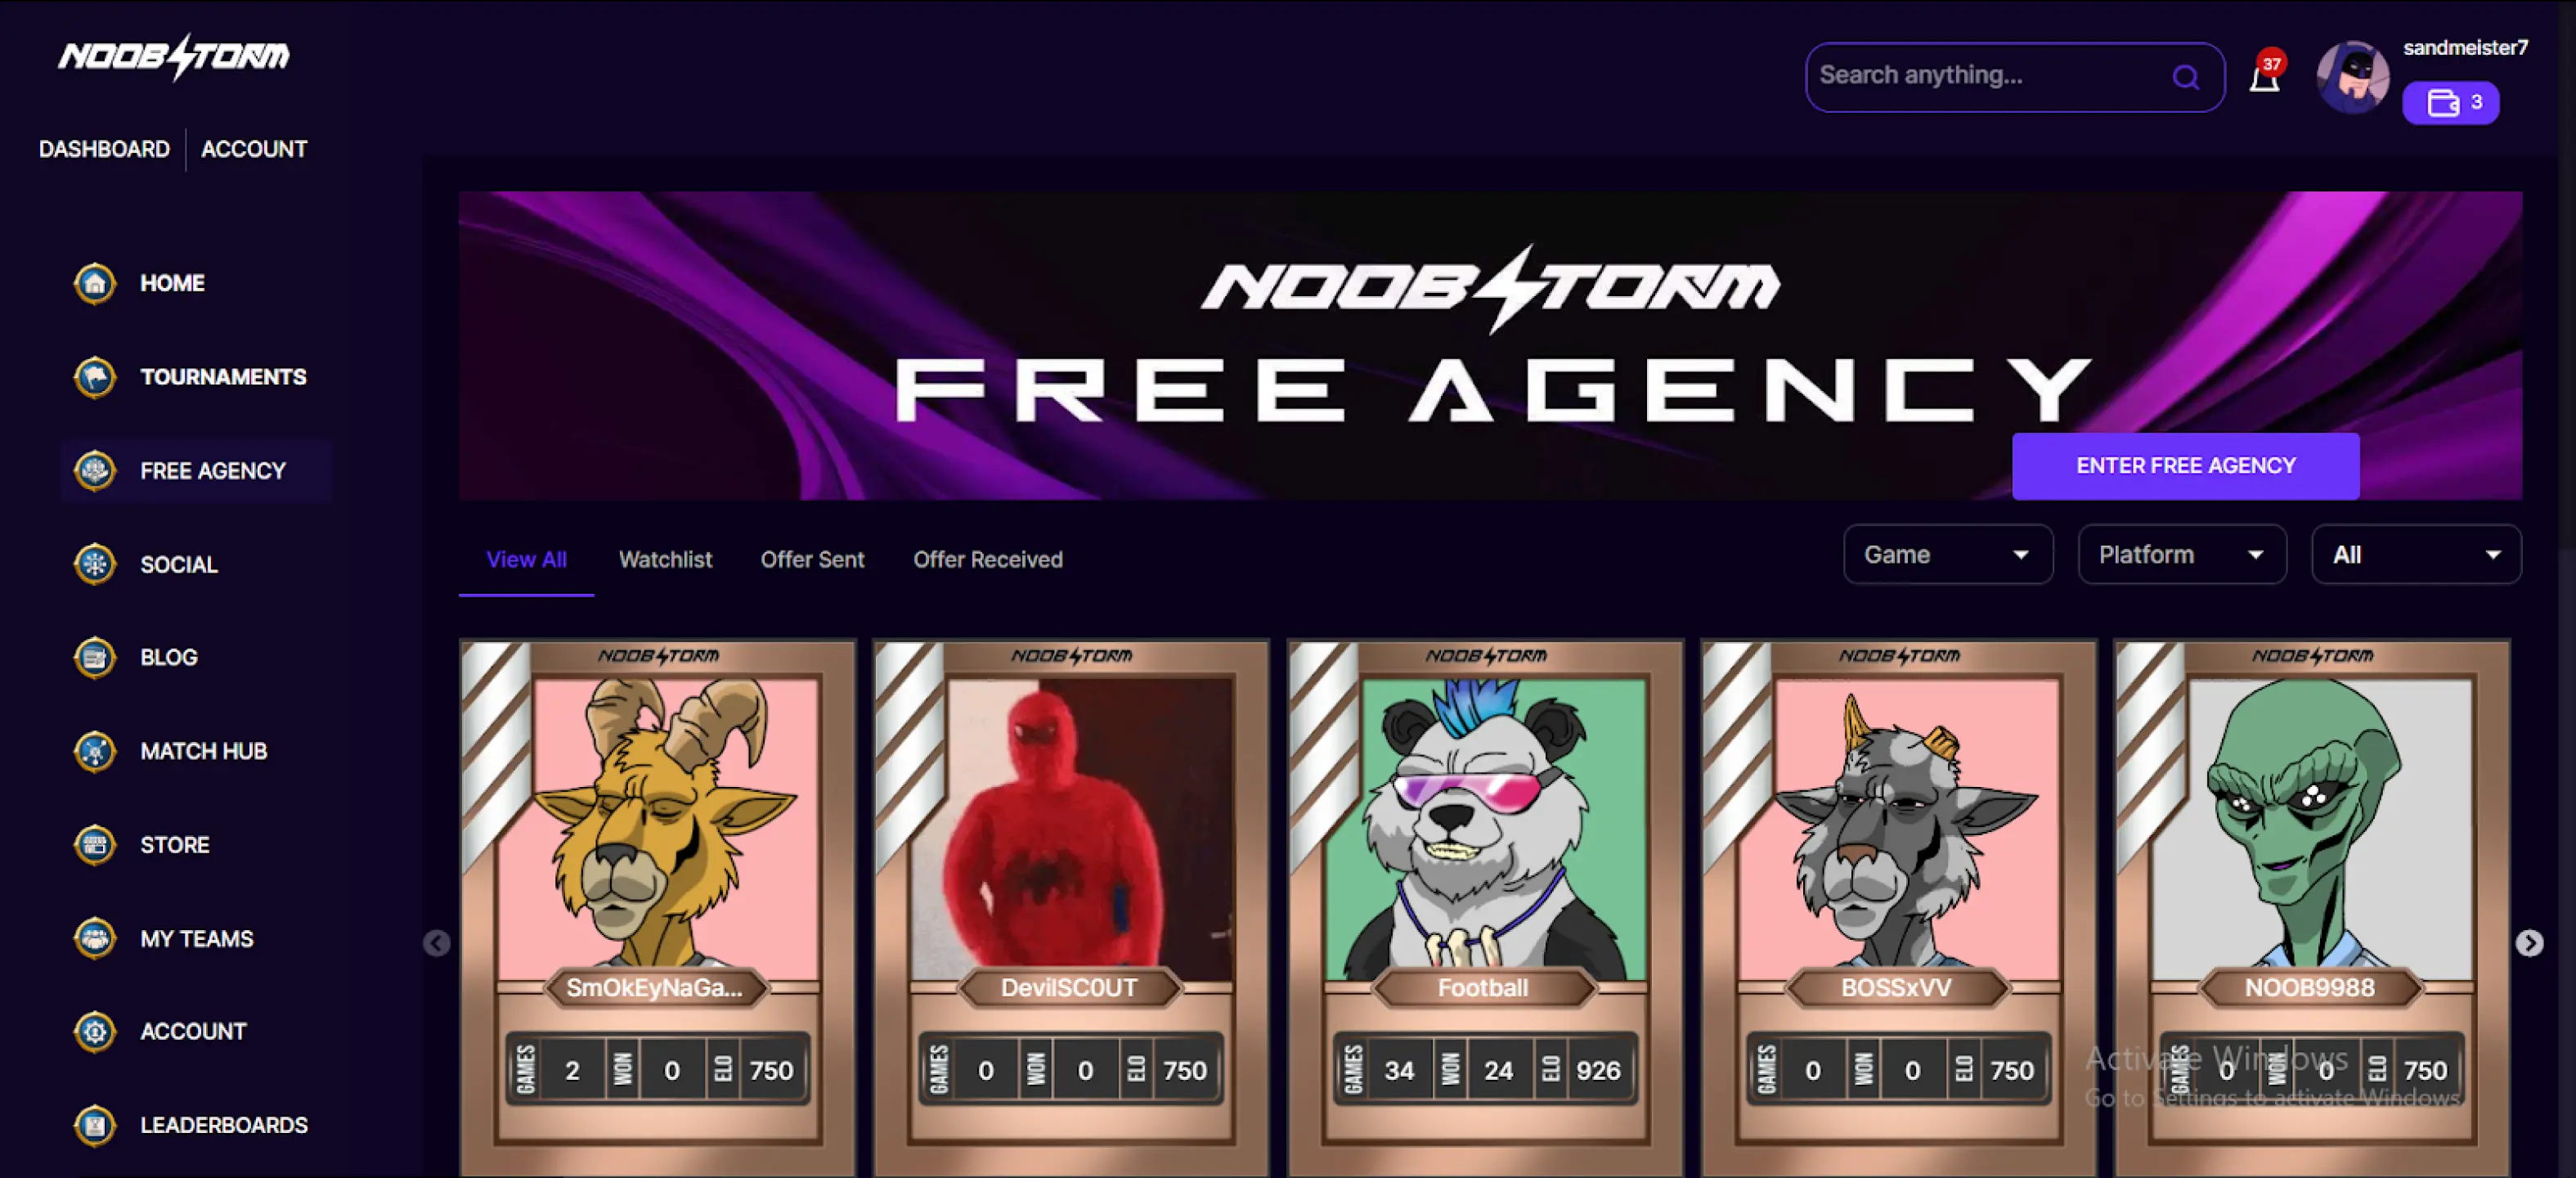 NOOBSTORM
Search anything...
37
sandmeister7
3
DASHBOARD
ACCOUNT
HOME
TOURNAMENTS
FREE AGENCY
SOCIAL
BLOG
MATCH HUB
STORE
MY TEAMS
ACCOUNT
LEADERBOARDS
NOOBSTORM
FREE AGENCY
ENTER FREE AGENCY
View All Watchlist Offer Sent Offer Received
Game Platform All
NOOBSTORM
SmOkEyNaGa...
GAMES 2 WON 0 ELO 750
NOOBSTORM
DevilSC0UT
GAMES 0 WON 0 ELO 750
NOOBSTORM
Football
GAMES 34 WON 24 ELO 926
NOOBSTORM
BOSSxVV
GAMES 0 WON 0 ELO 750
NOOBSTORM
NOOB9988
GAMES 0 WON 0 ELO 750
Activate Windows
Go to Settings to activate Windows.